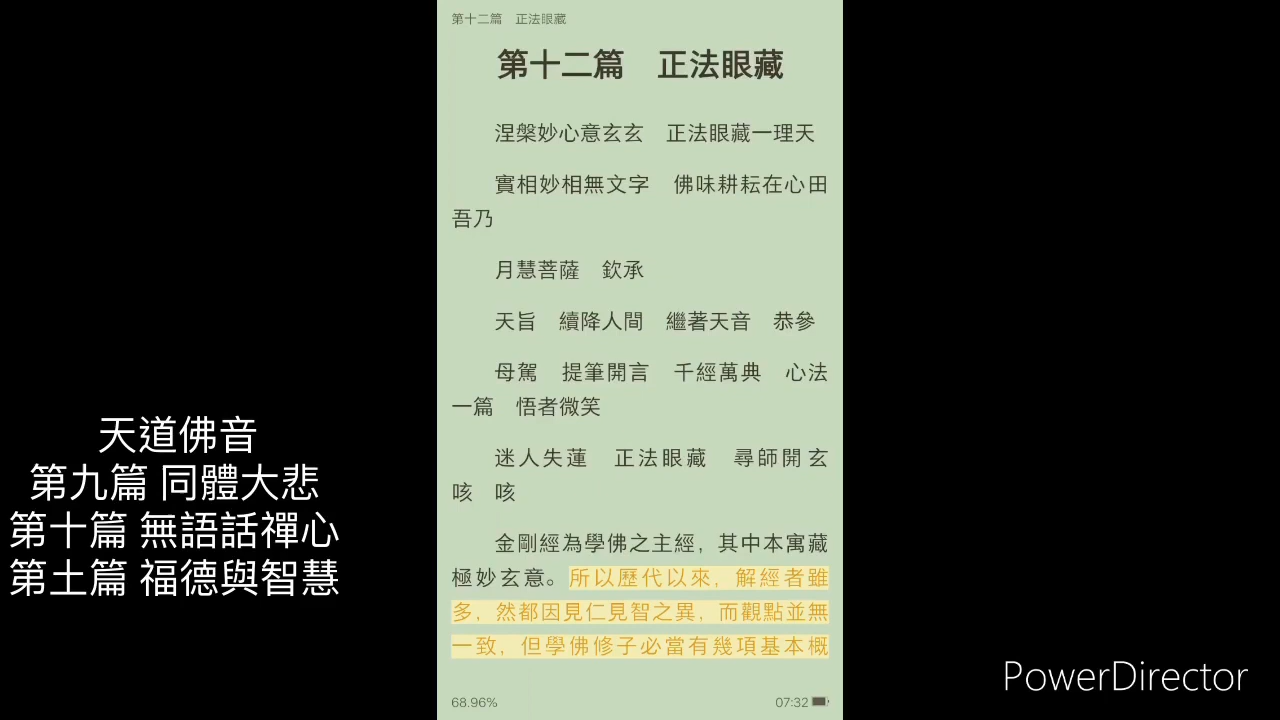 第十二篇　正法眼藏
第十二篇　正法眼藏
涅槃妙心意玄玄　正法眼藏一理天
實相妙相無文字　佛味耕耘在心田
吾乃
月慧菩薩　欽承
天旨　續降人間　繼著天音　恭參
母駕　提筆開言　千經萬典　心法
一篇　悟者微笑
迷人失蓮　正法眼藏　尋師開玄
咳　咳
金剛經為學佛之主經，其中本寓藏
極妙玄意。所以歷代以來，解經者雖
多，然都因見仁見智之異，而觀點並無
一致，但學佛修子必當有幾項基本概
68.96%
07:32
天道佛音
第九篇 同體大悲
第十篇 無語話禪心
第土篇 福德與智慧
PowerDirector